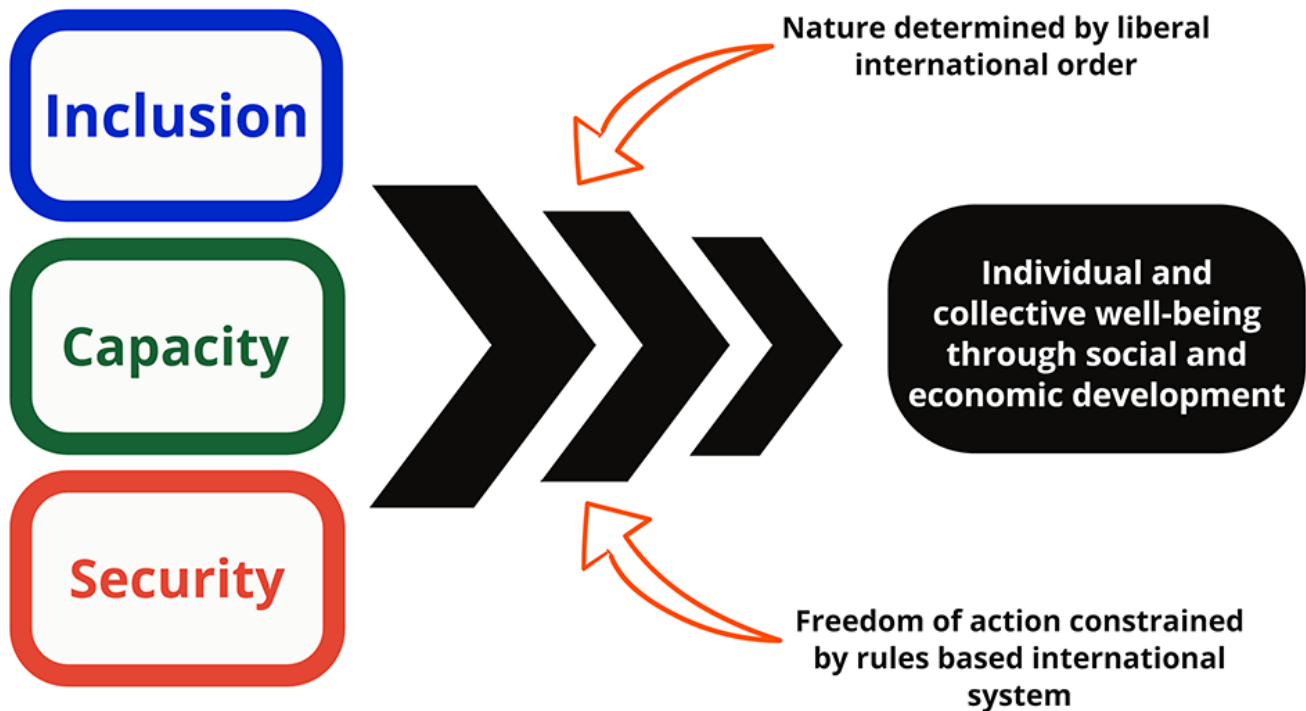 Inclusion
Capacity
Security
Nature determined by liberal
international order
Individual and
collective well-being
through social and
economic development
Freedom of action constrained
by rules based international
system